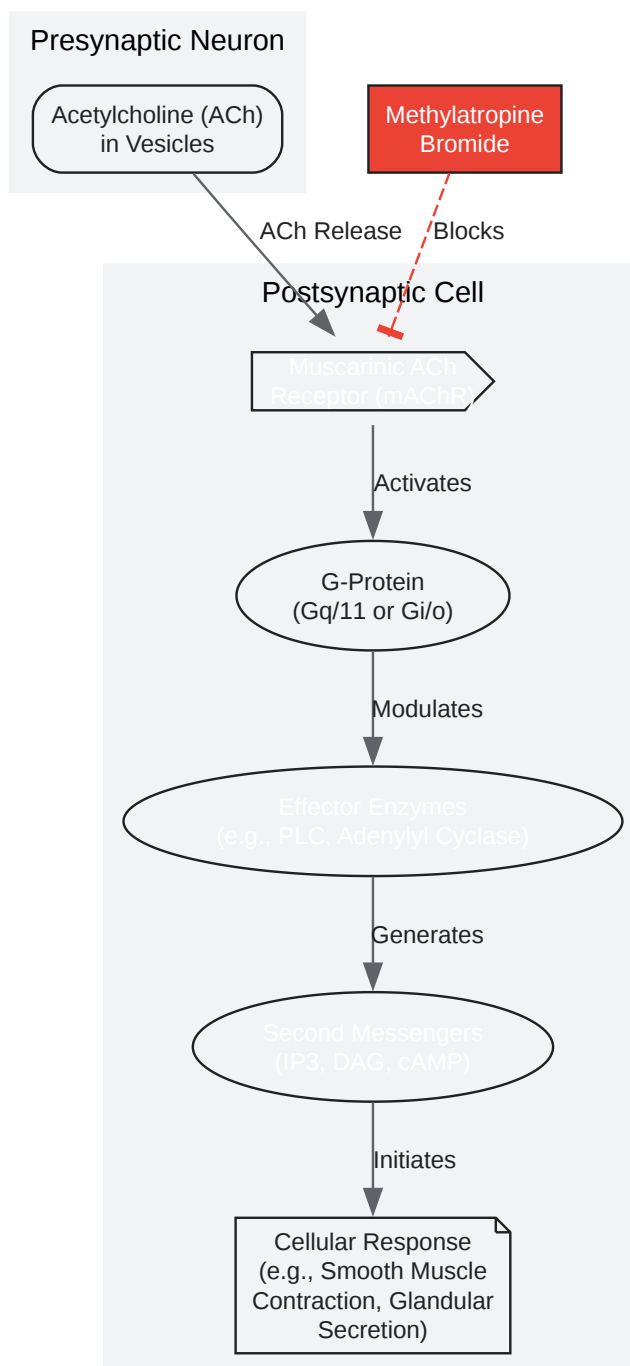 Presynaptic Neuron
Acetylcholine (ACh)
in Vesicles
Methylatropine
Bromide
ACh Release
Blocks
Postsynaptic Cell
Muscarinic ACh
Receptor (mAChR)
Activates
G-Protein
(Gq/11 or Gi/o)
Modulates
Effector Enzymes
(e.g., PLC, Adenylyl Cyclase)
Generates
Second Messengers
(IP3, DAG, cAMP)
Initiates
Cellular Response
(e.g., Smooth Muscle
Contraction, Glandular
Secretion)